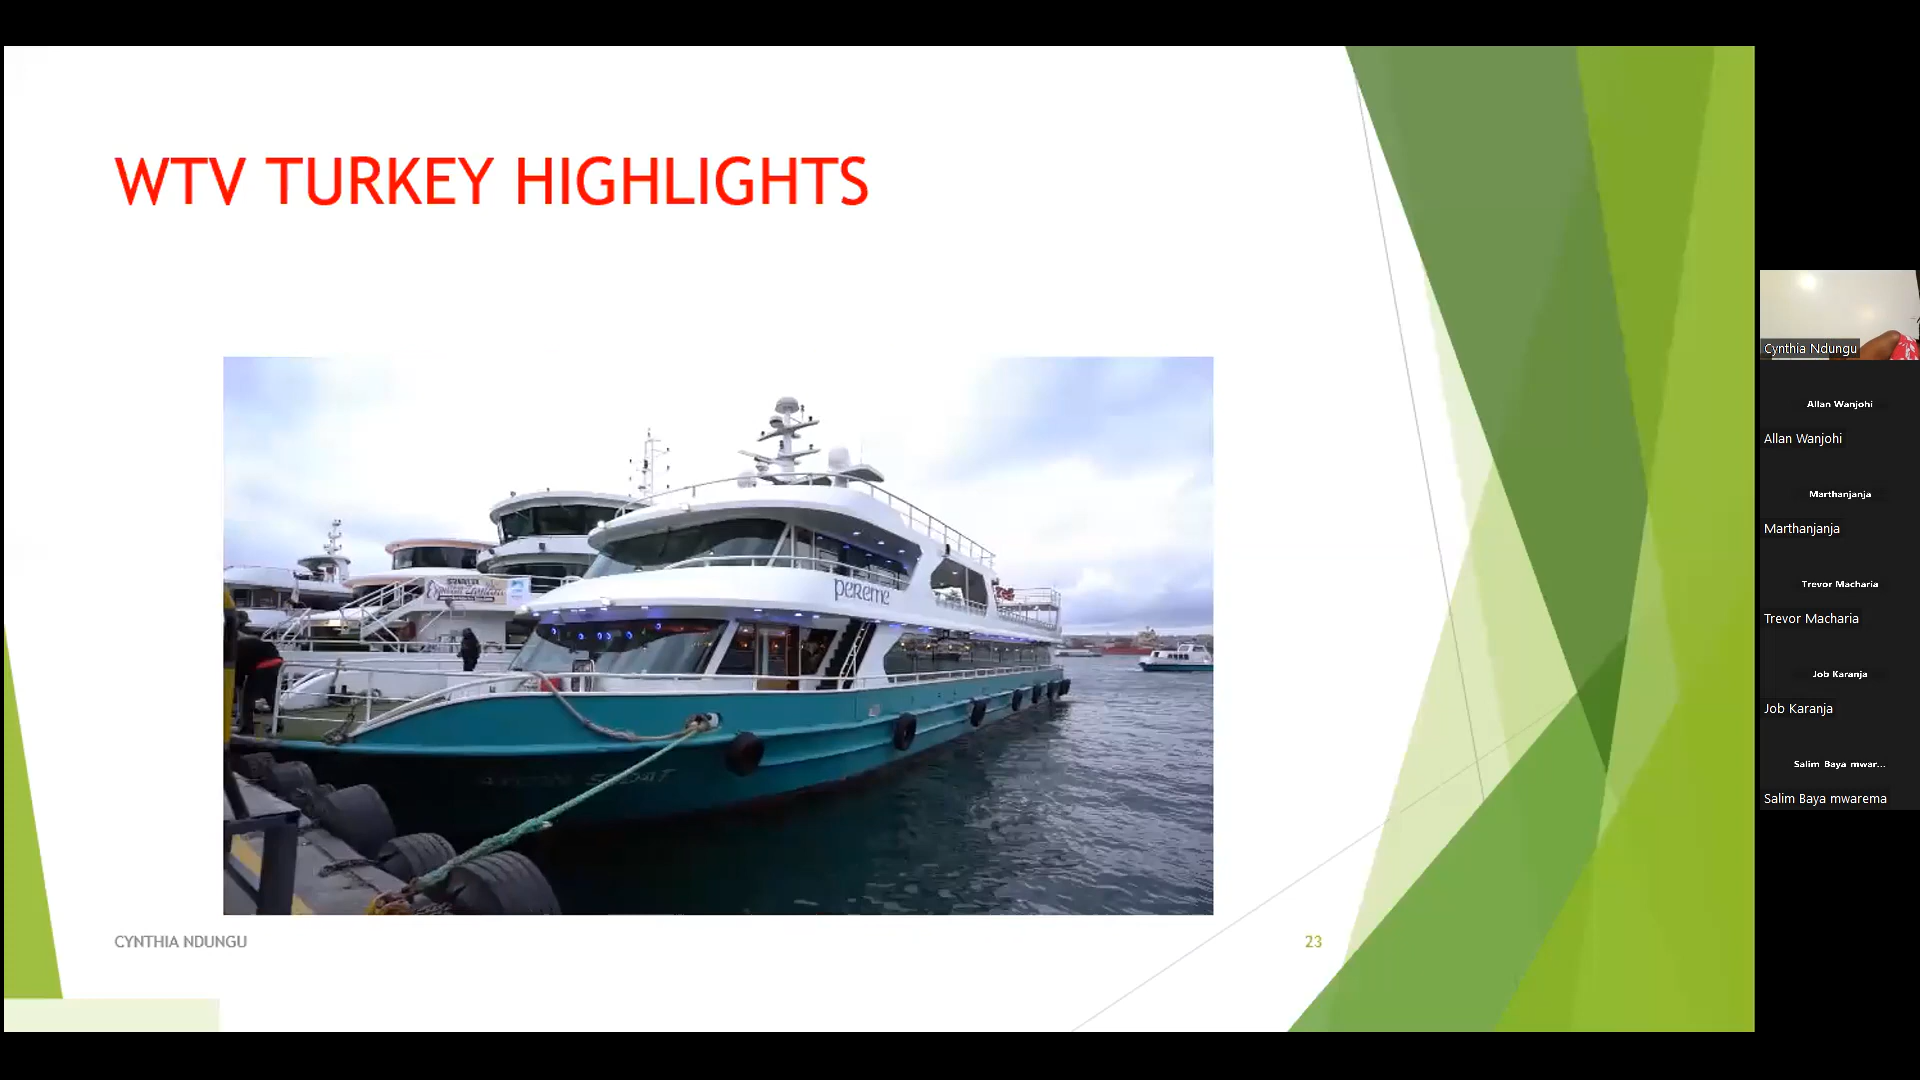 WTV TURKEY HIGHLIGHTS
pereme
CYNTHIA NDUNGU
23
Cynthia Ndungu
Allan Wanjohi
Allan Wanjohi
Marthanjanja
Marthanjanja
Trevor Macharia
Trevor Macharia
Job Karanja
Job Karanja
Salim Baya mwar...
Salim Baya mwarema